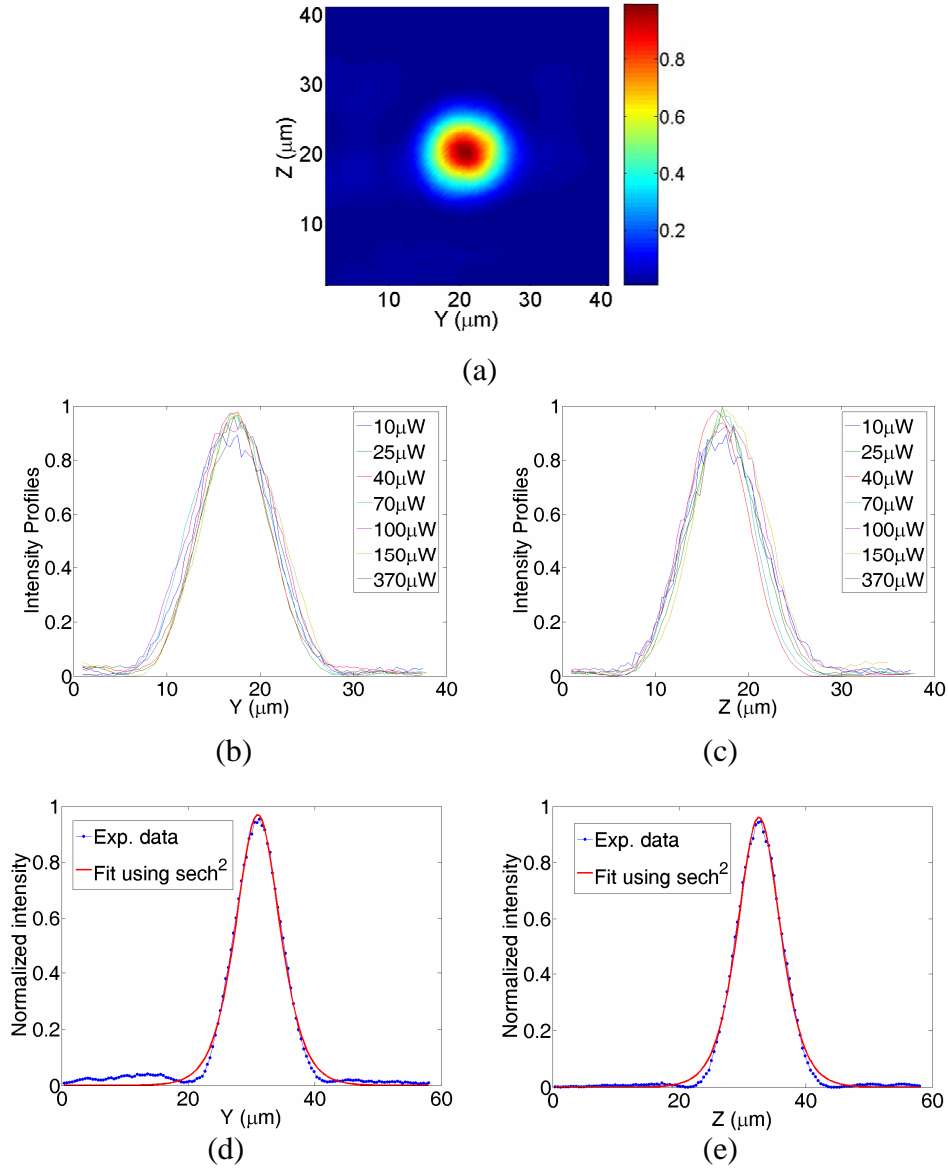 40
30
20
10
Z (μm)
10 20 30 40
Y (μm)
0.8
0.6
0.4
0.2
(a)
1
0.8
0.6
0.4
0.2
0
Intensity Profiles
0 10 20 30 40
Y (μm)
10μW
25μW
40μW
70μW
100μW
150μW
370μW
(b)
1
0.8
0.6
0.4
0.2
0
Intensity Profiles
0 10 20 30 40
Z (μm)
10μW
25μW
40μW
70μW
100μW
150μW
370μW
(c)
1
0.8
0.6
0.4
0.2
0
Normalized intensity
0 20 40 60
Y (μm)
Exp. data
Fit using sech²
(d)
1
0.8
0.6
0.4
0.2
0
Normalized intensity
0 20 40 60
Z (μm)
Exp. data
Fit using sech²
(e)